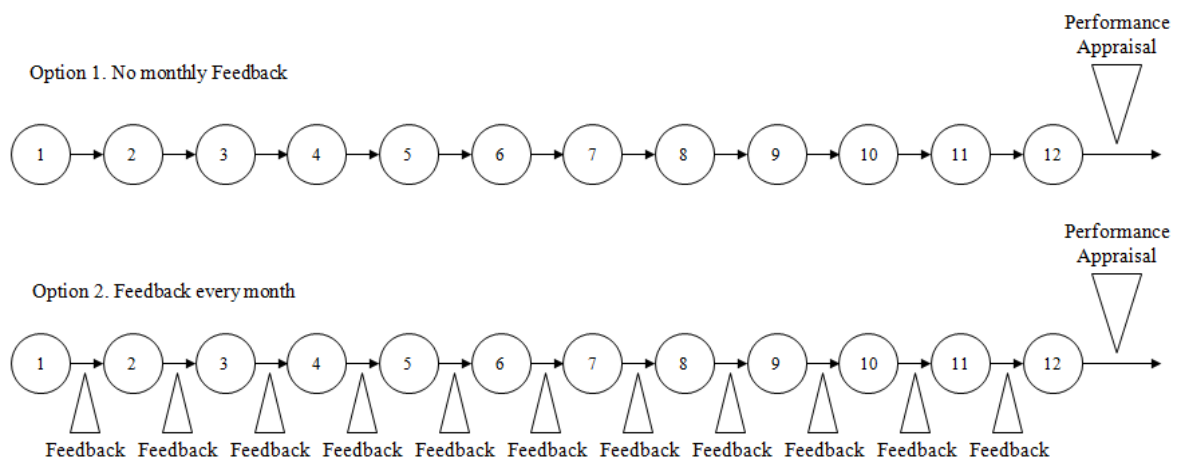 Performance
Appraisal
Option 1. No monthly Feedback
1 2 3 4 5 6 7 8 9 10 11 12
Performance
Appraisal
Option 2. Feedback every month
1 2 3 4 5 6 7 8 9 10 11 12
Feedback Feedback Feedback Feedback Feedback Feedback Feedback Feedback Feedback Feedback Feedback